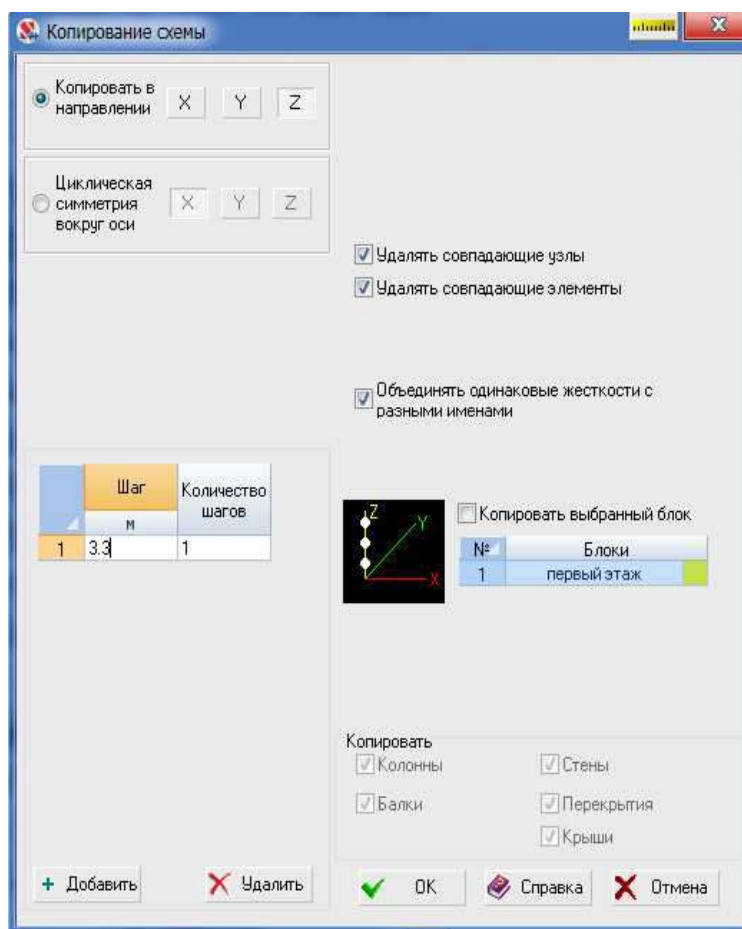 Копирование схемы
Копировать в
направлении
X Y Z
Циклическая
симметрия
вокруг оси
X Y Z
Удалять совпадающие узлы
Удалять совпадающие элементы
Объединять одинаковые жесткости с
разными именами
Шаг
Количество
шагов
м
1 3.3 1
Z
Y
X
Копировать выбранный блок
№ Блоки
1 первый этаж
Копировать
Колонны Стены
Балки Перекрытия
Крыши
Добавить Удалить OK Справка Отмена